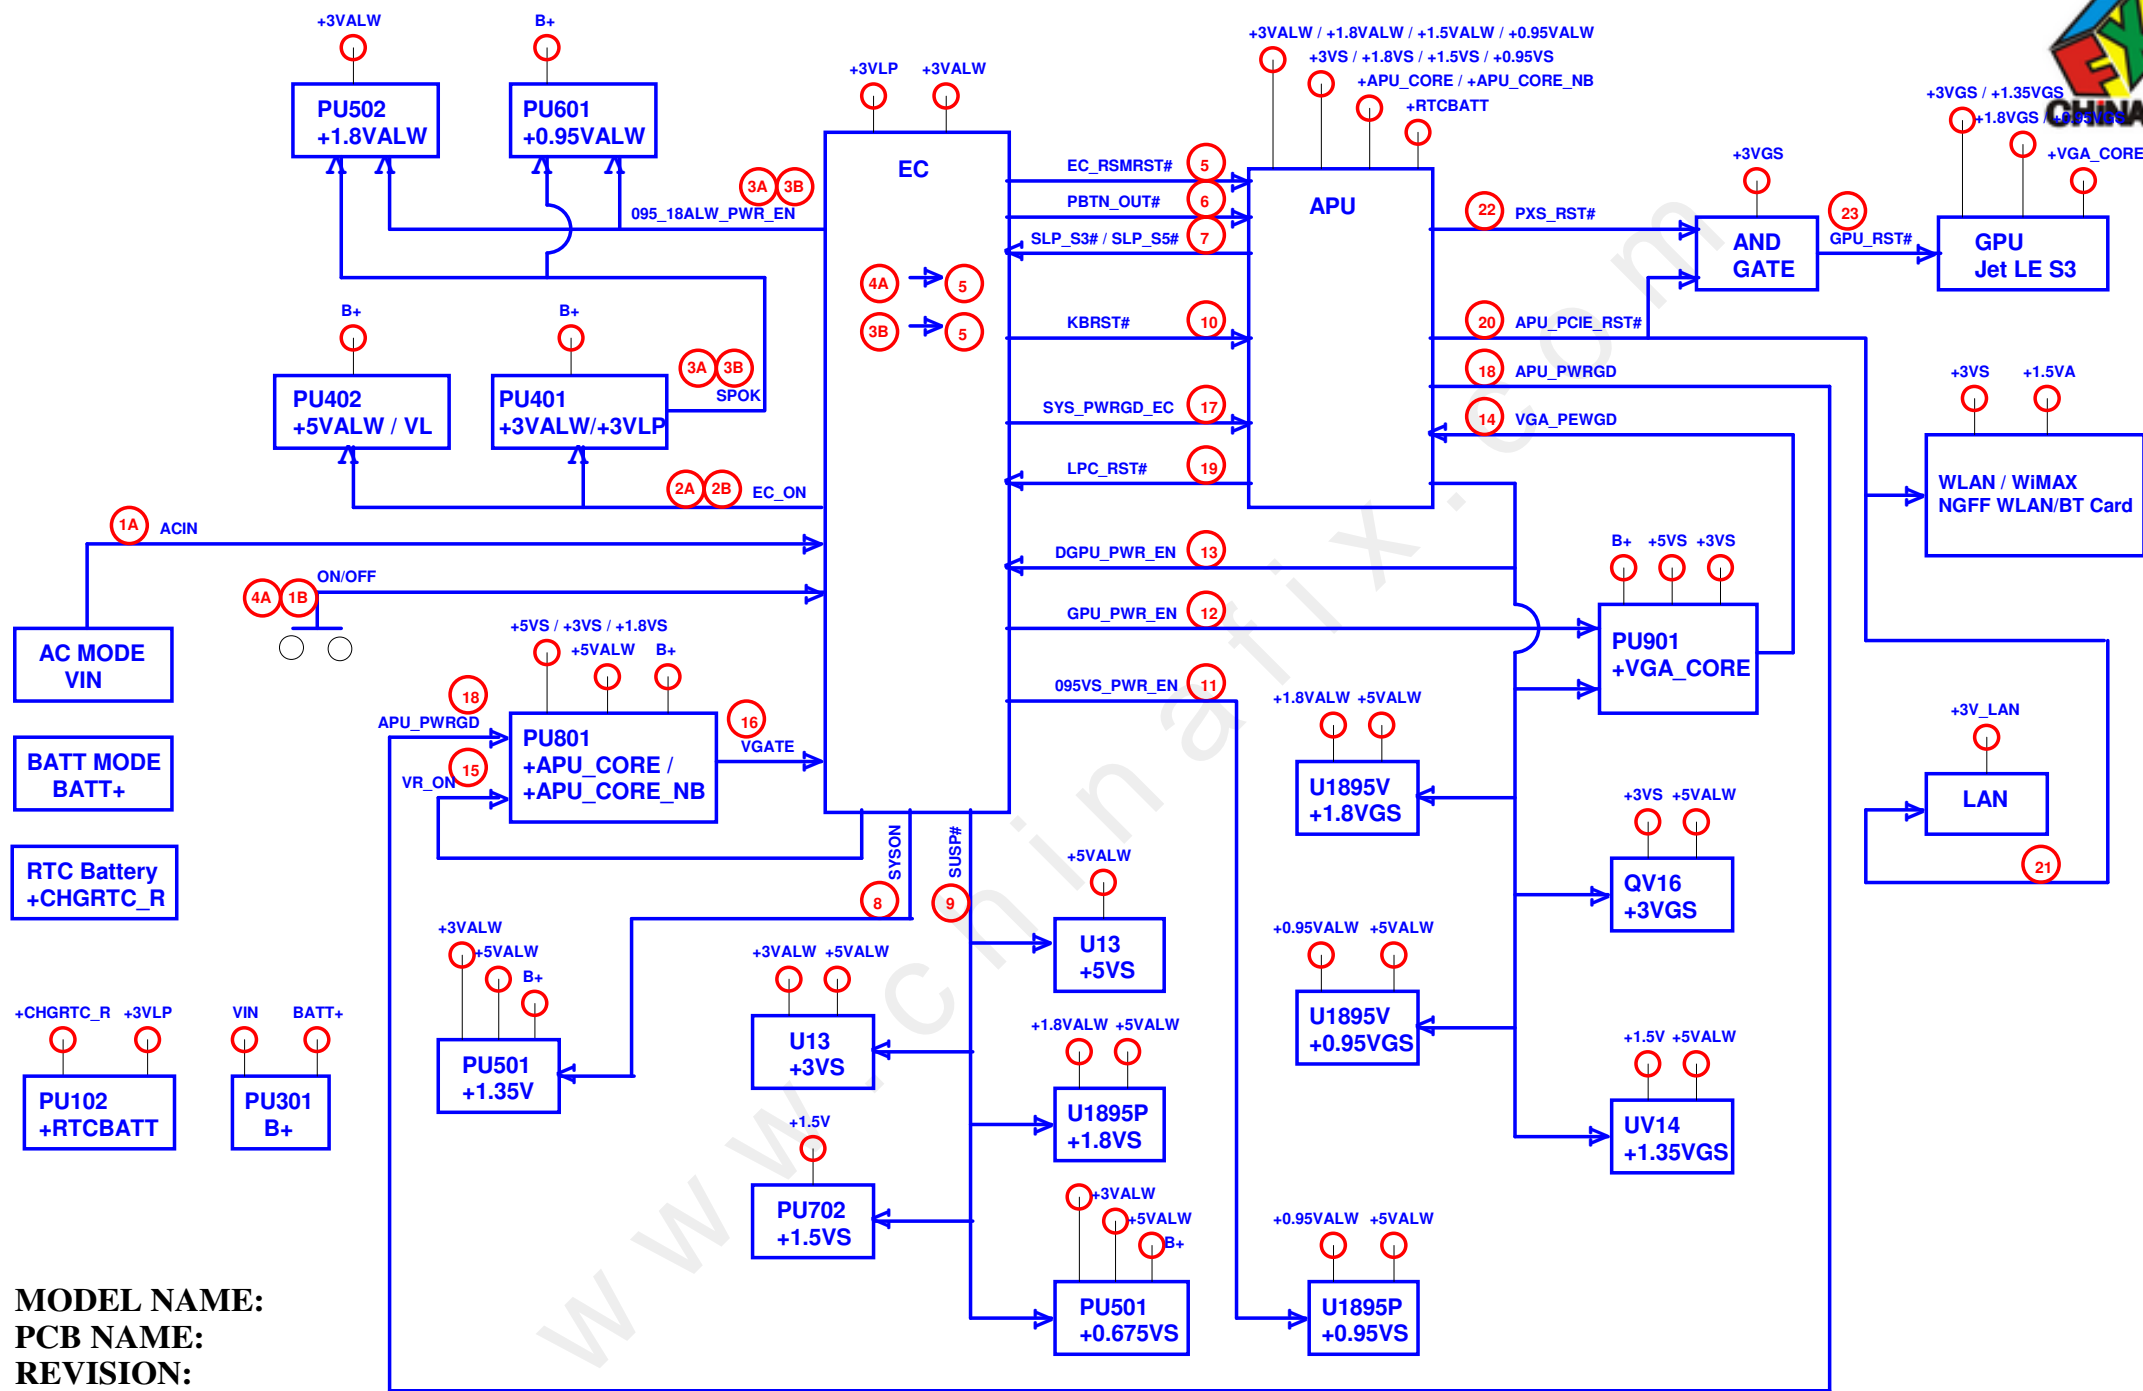 +3VALW
PU502
+1.8VALW
B+
PU601
+0.95VALW
3A 3B
095_18ALW_PWR_EN
B+
PU402
+5VALW / VL
B+
PU401
+3VALW/+3VLP
3A 3B
SPOK
2A 2B EC_ON
1A ACIN
4A 1B ON/OFF
AC MODE
VIN
BATT MODE
BATT+
RTC Battery
+CHGRTC_R
+CHGRTC_R +3VLP
PU102
+RTCBATT
VIN BATT+
PU301
B+
+5VS / +3VS / +1.8VS
+5VALW B+
18
APU_PWRGD
15
VR_ON
PU801
+APU_CORE /
+APU_CORE_NB
16
VGATE
+3VLP +3VALW
EC
4A 5
3B 5
EC_RSMRST# 5
PBTN_OUT# 6
SLP_S3# / SLP_S5# 7
KBRST# 10
SYS_PWRGD_EC 17
LPC_RST# 19
DGPU_PWR_EN 13
GPU_PWR_EN 12
095VS_PWR_EN 11
SYSON
8
SUSP#
9
+3VALW / +1.8VALW / +1.5VALW / +0.95VALW
+3VS / +1.8VS / +1.5VS / +0.95VS
+APU_CORE / +APU_CORE_NB
+RTCBATT
APU
22 PXS_RST#
20 APU_PCIE_RST#
18 APU_PWRGD
14 VGA_PEWGD
+3VGS
AND
GATE
23
GPU_RST#
+3VGS / +1.35VGS
+1.8VGS / +0.95VGS
+VGA_CORE
GPU
Jet LE S3
+3VS +1.5VA
WLAN / WiMAX
NGFF WLAN/BT Card
B+ +5VS +3VS
PU901
+VGA_CORE
+3V_LAN
LAN
21
+1.8VALW +5VALW
U1895V
+1.8VGS
+3VS +5VALW
QV16
+3VGS
+0.95VALW +5VALW
U1895V
+0.95VGS
+1.5V +5VALW
UV14
+1.35VGS
+5VALW
U13
+5VS
+3VALW
+5VALW
B+
PU501
+1.35V
+3VALW +5VALW
U13
+3VS
+1.8VALW +5VALW
U1895P
+1.8VS
+1.5V
PU702
+1.5VS
+3VALW
+5VALW
B+
PU501
+0.675VS
+0.95VALW +5VALW
U1895P
+0.95VS
MODEL NAME:
PCB NAME:
REVISION:
www.chinafix.com